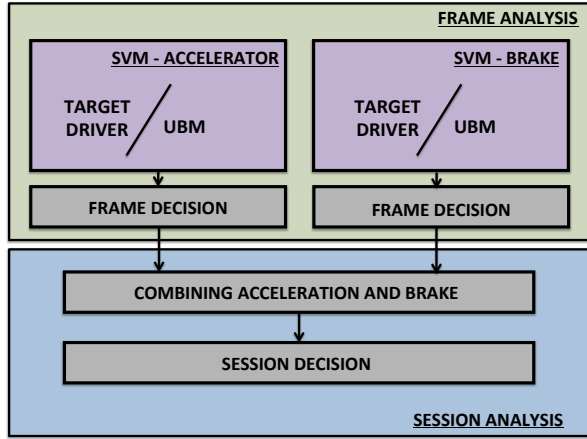 FRAME ANALYSIS
SVM - ACCELERATOR
TARGET
DRIVER
UBM
FRAME DECISION
SVM - BRAKE
TARGET
DRIVER
UBM
FRAME DECISION
COMBINING ACCELERATION AND BRAKE
SESSION DECISION
SESSION ANALYSIS